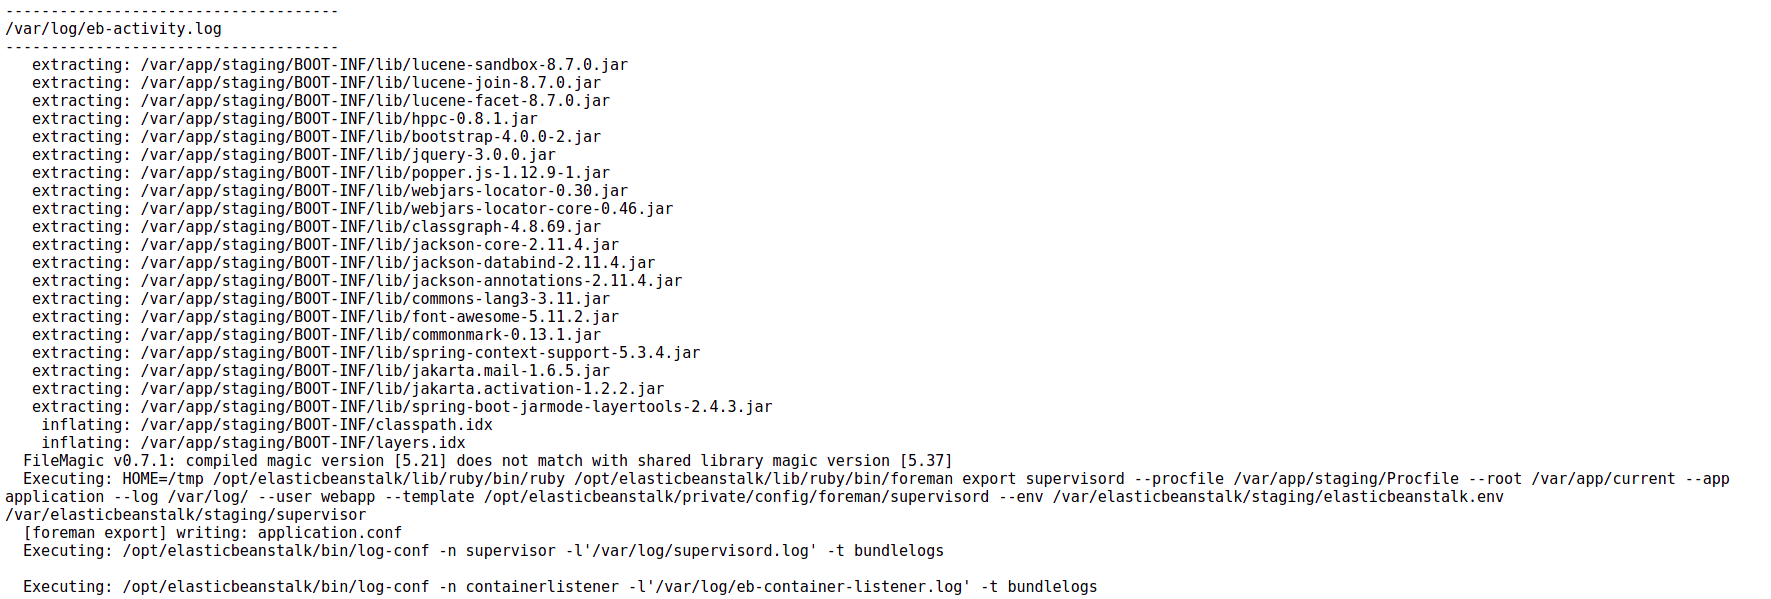 -------------------------------------
/var/log/eb-activity.log
-------------------------------------
extracting: /var/app/staging/BOOT-INF/lib/lucene-sandbox-8.7.0.jar
extracting: /var/app/staging/BOOT-INF/lib/lucene-join-8.7.0.jar
extracting: /var/app/staging/BOOT-INF/lib/lucene-facet-8.7.0.jar
extracting: /var/app/staging/BOOT-INF/lib/hppc-0.8.1.jar
extracting: /var/app/staging/BOOT-INF/lib/bootstrap-4.0.0-2.jar
extracting: /var/app/staging/BOOT-INF/lib/jquery-3.0.0.jar
extracting: /var/app/staging/BOOT-INF/lib/popper.js-1.12.9-1.jar
extracting: /var/app/staging/BOOT-INF/lib/webjars-locator-0.30.jar
extracting: /var/app/staging/BOOT-INF/lib/webjars-locator-core-0.46.jar
extracting: /var/app/staging/BOOT-INF/lib/classgraph-4.8.69.jar
extracting: /var/app/staging/BOOT-INF/lib/jackson-core-2.11.4.jar
extracting: /var/app/staging/BOOT-INF/lib/jackson-databind-2.11.4.jar
extracting: /var/app/staging/BOOT-INF/lib/jackson-annotations-2.11.4.jar
extracting: /var/app/staging/BOOT-INF/lib/commons-lang3-3.11.jar
extracting: /var/app/staging/BOOT-INF/lib/font-awesome-5.11.2.jar
extracting: /var/app/staging/BOOT-INF/lib/commonmark-0.13.1.jar
extracting: /var/app/staging/BOOT-INF/lib/spring-context-support-5.3.4.jar
extracting: /var/app/staging/BOOT-INF/lib/jakarta.mail-1.6.5.jar
extracting: /var/app/staging/BOOT-INF/lib/jakarta.activation-1.2.2.jar
extracting: /var/app/staging/BOOT-INF/lib/spring-boot-jarmode-layertools-2.4.3.jar
inflating: /var/app/staging/BOOT-INF/classpath.idx
inflating: /var/app/staging/BOOT-INF/layers.idx
FileMagic v0.7.1: compiled magic version [5.21] does not match with shared library magic version [5.37]
Executing: HOME=/tmp /opt/elasticbeanstalk/lib/ruby/bin/ruby /opt/elasticbeanstalk/lib/ruby/bin/foreman export supervisord --procfile /var/app/staging/Procfile --root /var/app/current --app
application --log /var/log/ --user webapp --template /opt/elasticbeanstalk/private/config/foreman/supervisord --env /var/elasticbeanstalk/staging/elasticbeanstalk.env
/var/elasticbeanstalk/staging/supervisor
[foreman export] writing: application.conf
Executing: /opt/elasticbeanstalk/bin/log-conf -n supervisor -l'/var/log/supervisord.log' -t bundlelogs
Executing: /opt/elasticbeanstalk/bin/log-conf -n containerlistener -l'/var/log/eb-container-listener.log' -t bundlelogs